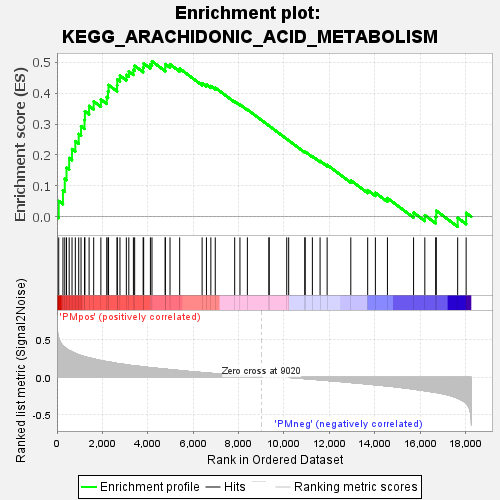 Enrichment plot:
KEGG_ARACHIDONIC_ACID_METABOLISM
Enrichment score (ES)
0.5
0.4
0.3
0.2
0.1
0.0
'PMpos' (positively correlated)
Ranked list metric (Signal2Noise)
0.5
0.0
-0.5
Zero cross at 9020
'PMneg' (negatively correlated)
0
2,000
4,000
6,000
8,000
10,000
12,000
14,000
16,000
18,000
Rank in Ordered Dataset
Enrichment profile
Hits
Ranking metric scores